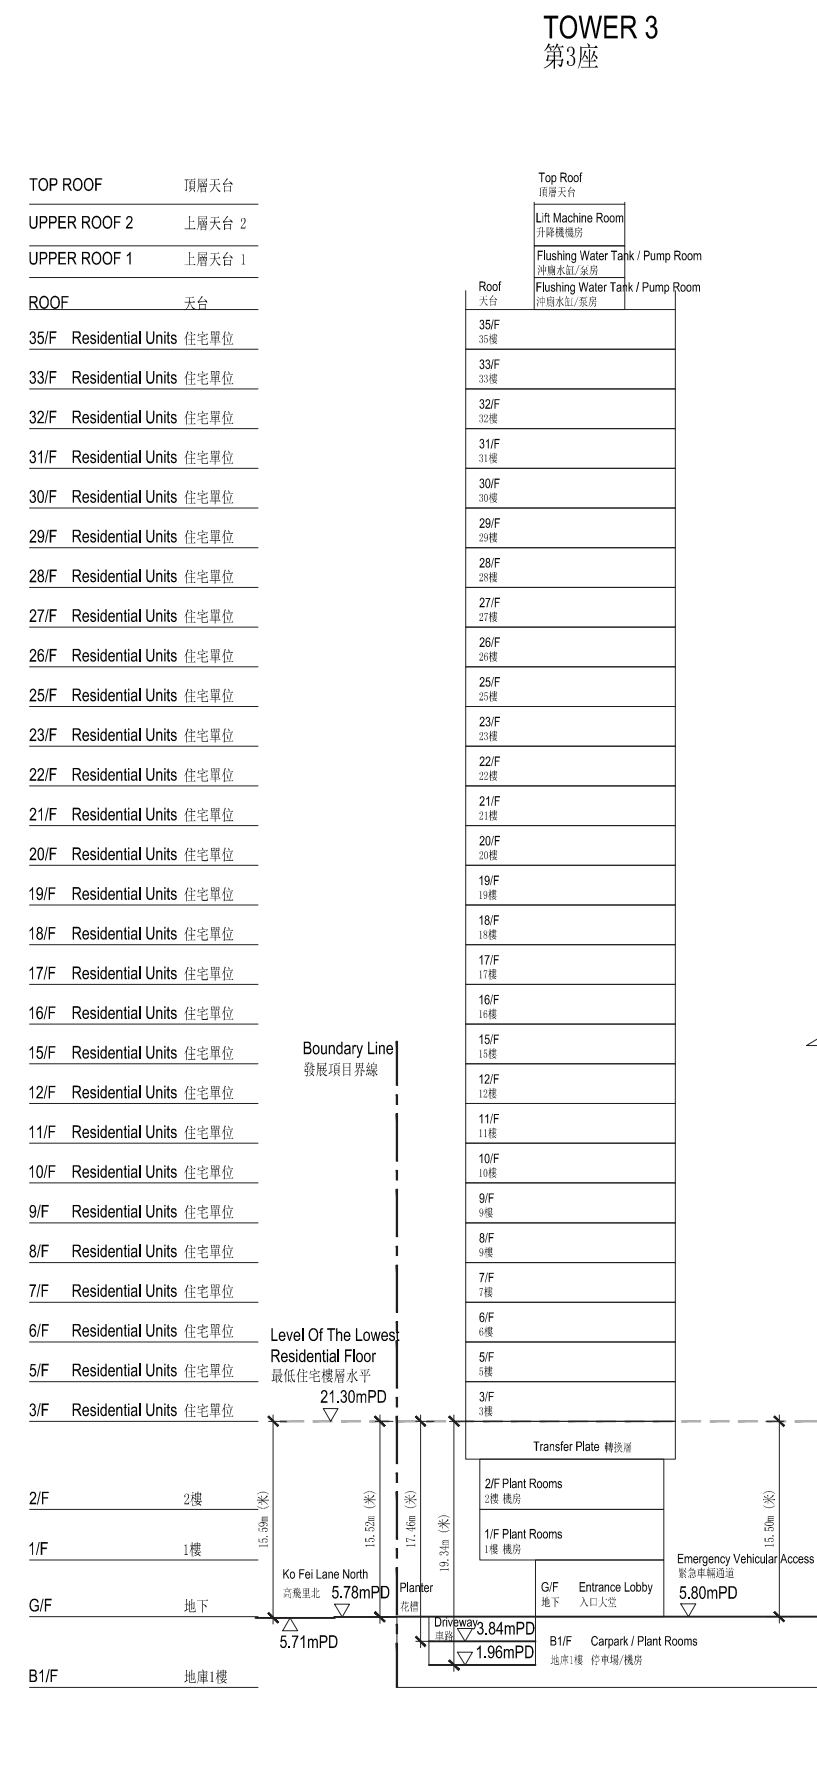 TOWER 3
第3座
TOP ROOF 頂層天台
Top Roof
頂層天台
UPPER ROOF 2 上層天台 2
Lift Machine Room
升降機機房
UPPER ROOF 1 上層天台 1
Flushing Water Tank / Pump Room
沖廁水缸/泵房
ROOF 天台
Roof
天台
Flushing Water Tank / Pump Room
沖廁水缸/泵房
35/F Residential Units 住宅單位
35/F
35樓
33/F Residential Units 住宅單位
33/F
33樓
32/F Residential Units 住宅單位
32/F
32樓
31/F Residential Units 住宅單位
31/F
31樓
30/F Residential Units 住宅單位
30/F
30樓
29/F Residential Units 住宅單位
29/F
29樓
28/F Residential Units 住宅單位
28/F
28樓
27/F Residential Units 住宅單位
27/F
27樓
26/F Residential Units 住宅單位
26/F
26樓
25/F Residential Units 住宅單位
25/F
25樓
23/F Residential Units 住宅單位
23/F
23樓
22/F Residential Units 住宅單位
22/F
22樓
21/F Residential Units 住宅單位
21/F
21樓
20/F Residential Units 住宅單位
20/F
20樓
19/F Residential Units 住宅單位
19/F
19樓
18/F Residential Units 住宅單位
18/F
18樓
17/F Residential Units 住宅單位
17/F
17樓
16/F Residential Units 住宅單位
16/F
16樓
15/F Residential Units 住宅單位
15/F
15樓
Boundary Line
發展項目界線
12/F Residential Units 住宅單位
12/F
12樓
11/F Residential Units 住宅單位
11/F
11樓
10/F Residential Units 住宅單位
10/F
10樓
9/F Residential Units 住宅單位
9/F
9樓
8/F Residential Units 住宅單位
8/F
9樓
7/F Residential Units 住宅單位
7/F
7樓
6/F Residential Units 住宅單位
6/F
6樓
5/F Residential Units 住宅單位
5/F
5樓
Level Of The Lowest
Residential Floor
最低住宅樓層水平
21.30mPD
3/F Residential Units 住宅單位
3/F
3樓
Transfer Plate 轉換層
2/F 2樓
2/F Plant Rooms
2樓 機房
15.59m (米)
15.52m (米)
17.46m (米)
19.34m (米)
15.50m (米)
1/F 1樓
1/F Plant Rooms
1樓 機房
Ko Fei Lane North
高飛里北
5.78mPD
Planter
花槽
G/F 地下
G/F Entrance Lobby
地下 入口大堂
Emergency Vehicular Access
緊急車輛通道
5.80mPD
5.71mPD
Driveway
車路
3.84mPD
1.96mPD
B1/F Carpark / Plant Rooms
地庫1樓 停車場/機房
B1/F 地庫1樓